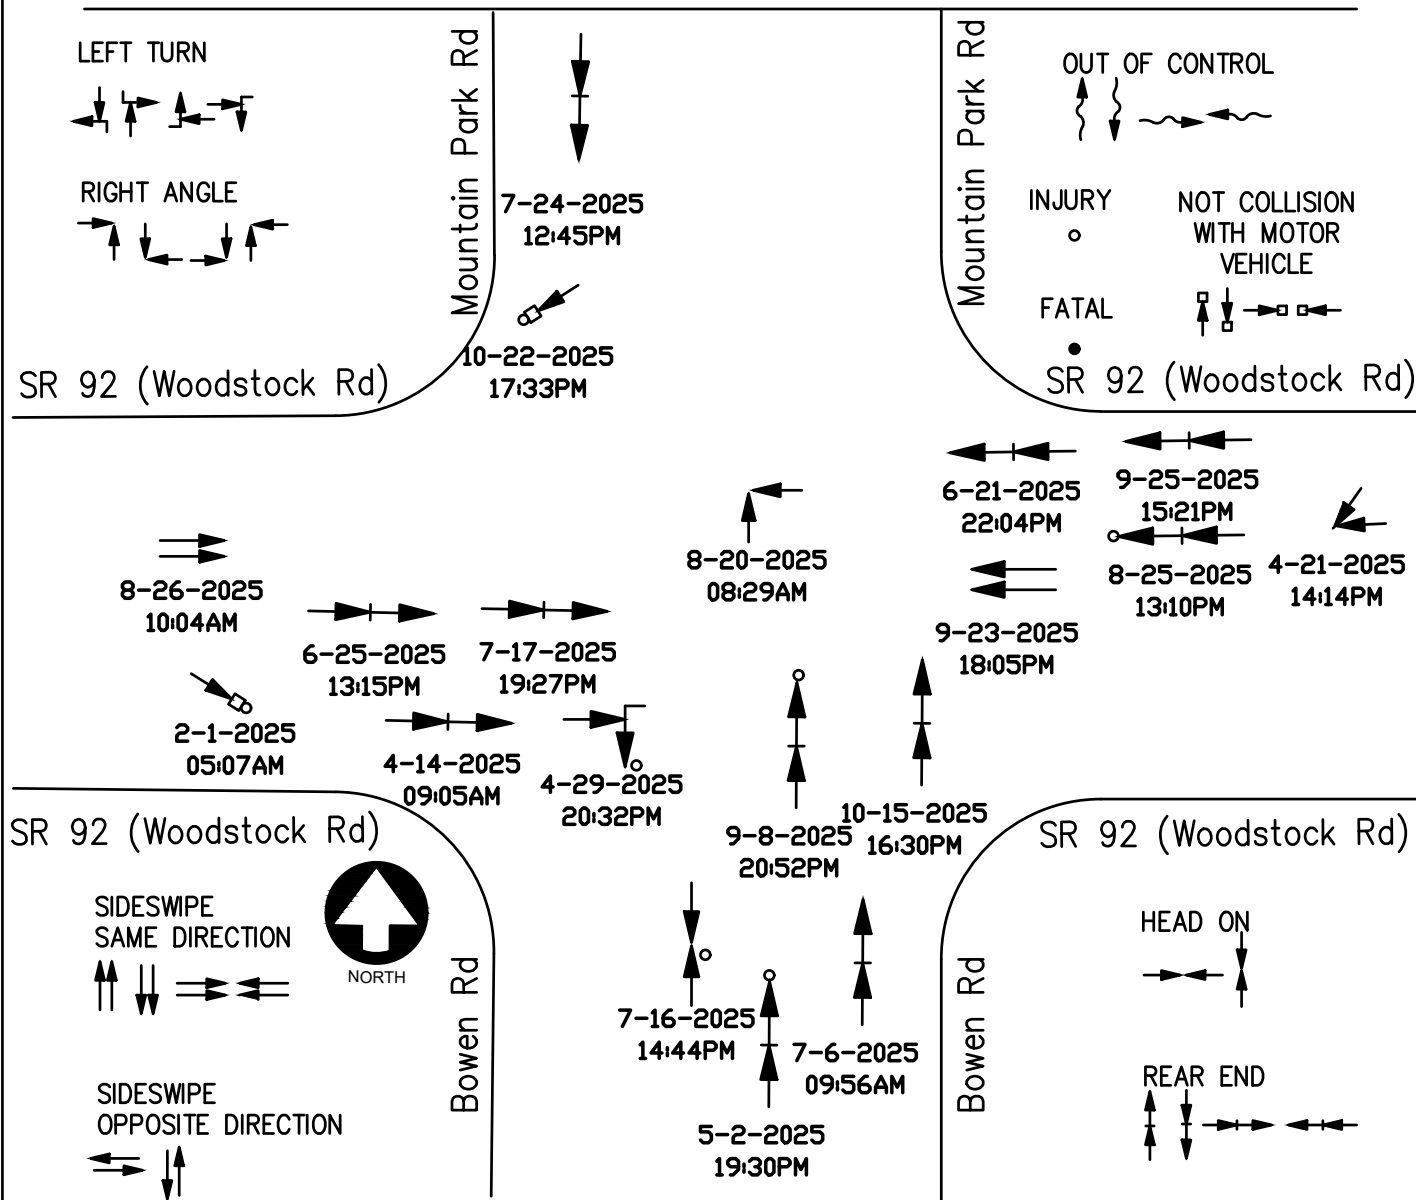 LEFT TURN
RIGHT ANGLE
Mountain Park Rd
SR 92 (Woodstock Rd)
7-24-2025
12:45PM
10-22-2025
17:33PM
Mountain Park Rd
OUT OF CONTROL
INJURY
FATAL
NOT COLLISION
WITH MOTOR
VEHICLE
SR 92 (Woodstock Rd)
6-21-2025
22:04PM
9-25-2025
15:21PM
8-25-2025
13:10PM
4-21-2025
14:14PM
8-20-2025
08:29AM
9-23-2025
18:05PM
8-26-2025
10:04AM
6-25-2025
13:15PM
7-17-2025
19:27PM
2-1-2025
05:07AM
4-14-2025
09:05AM
4-29-2025
20:32PM
9-8-2025
20:52PM
10-15-2025
16:30PM
SR 92 (Woodstock Rd)
SR 92 (Woodstock Rd)
NORTH
SIDESWIPE
SAME DIRECTION
SIDESWIPE
OPPOSITE DIRECTION
Bowen Rd
7-16-2025
14:44PM
7-6-2025
09:56AM
5-2-2025
19:30PM
Bowen Rd
HEAD ON
REAR END